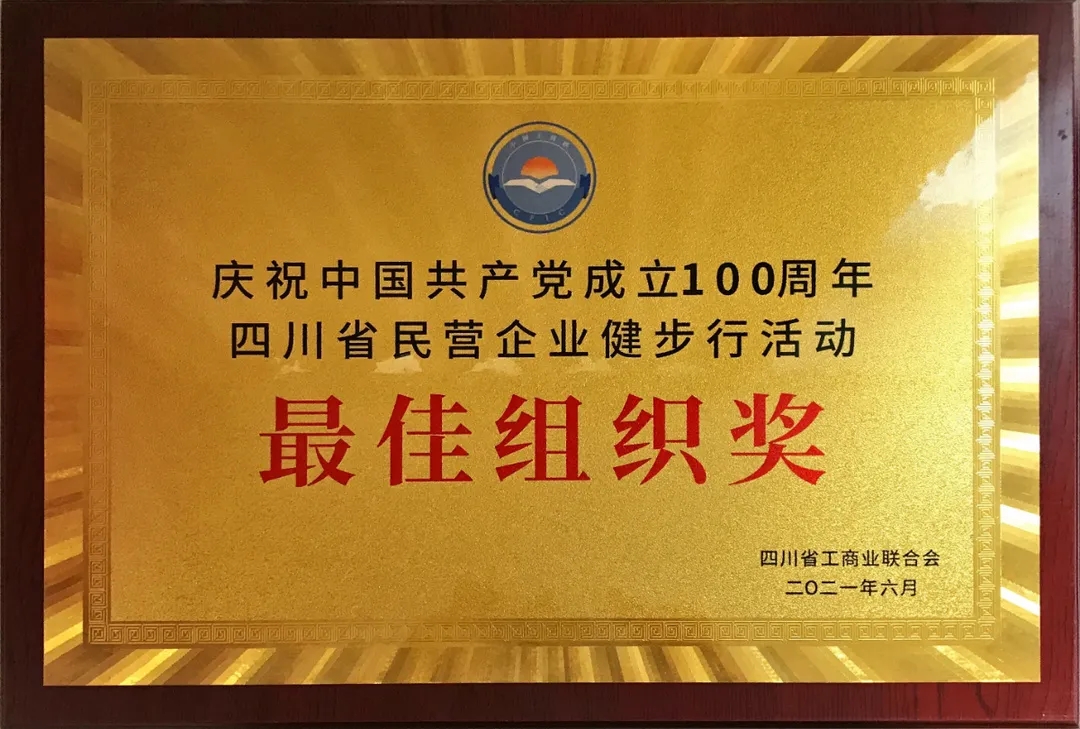 庆祝中国共产党成立100周年
四川省民营企业健步行活动
最佳组织奖
四川省工商业联合会
二〇二一年六月